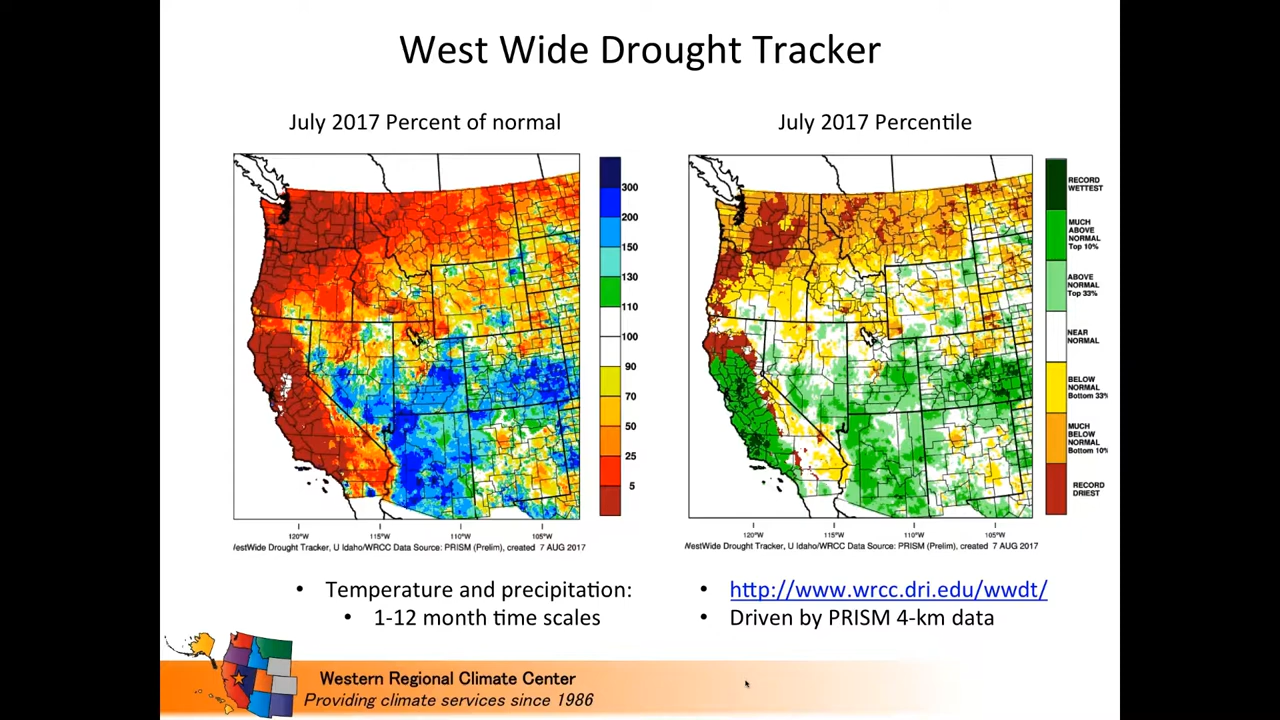 West Wide Drought Tracker
July 2017 Percent of normal
300
200
150
130
110
100
90
70
50
25
5
120°W 115°W 110°W 105°W
WestWide Drought Tracker, U Idaho/WRCC Data Source: PRISM (Prelim), created 7 AUG 2017
July 2017 Percentile
RECORD
WETTEST
MUCH
ABOVE
NORMAL
Top 10%
ABOVE
NORMAL
Top 33%
NEAR
NORMAL
BELOW
NORMAL
Bottom 33%
MUCH
BELOW
NORMAL
Bottom 10%
RECORD
DRIEST
120°W 115°W 110°W 105°W
WestWide Drought Tracker, U Idaho/WRCC Data Source: PRISM (Prelim), created 7 AUG 2017
• Temperature and precipitation:
• 1-12 month time scales
• http://www.wrcc.dri.edu/wwdt/
• Driven by PRISM 4-km data
Western Regional Climate Center
Providing climate services since 1986